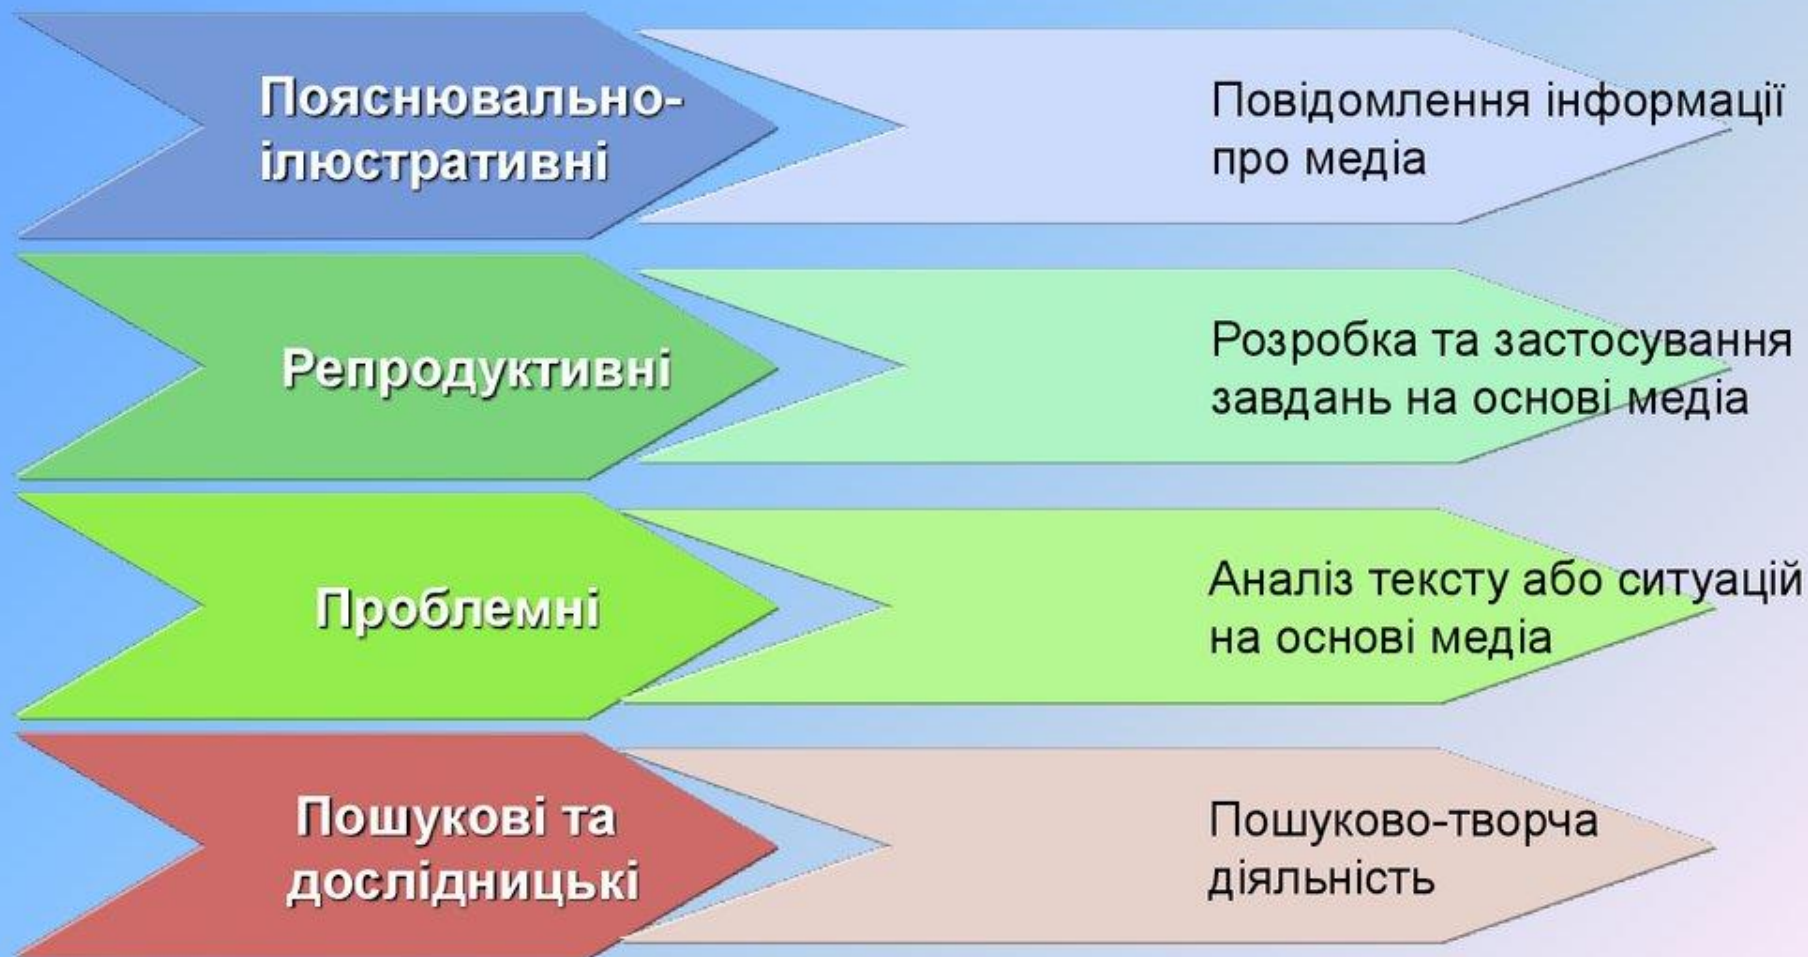 Пояснювально-
ілюстративні
Повідомлення інформації
про медіа
Репродуктивні
Розробка та застосування
завдань на основі медіа
Проблемні
Аналіз тексту або ситуацій
на основі медіа
Пошукові та
дослідницькі
Пошуково-творча
діяльність